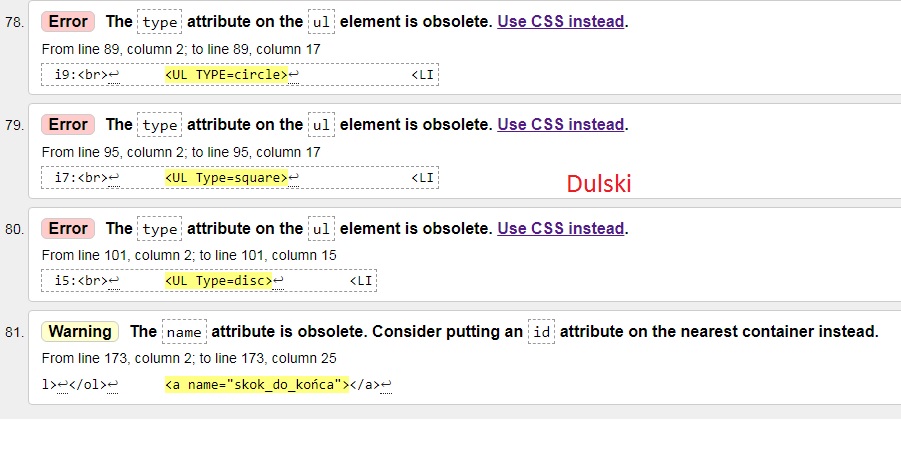 78. Error The type attribute on the ul element is obsolete. Use CSS instead.
From line 89, column 2; to line 89, column 17
i9:<br>↩ <UL TYPE=circle>↩ <LI
79. Error The type attribute on the ul element is obsolete. Use CSS instead.
From line 95, column 2; to line 95, column 17
i7:<br>↩ <UL Type=square>↩ <LI
Dulski
80. Error The type attribute on the ul element is obsolete. Use CSS instead.
From line 101, column 2; to line 101, column 15
i5:<br>↩ <UL Type=disc>↩ <LI
81. Warning The name attribute is obsolete. Consider putting an id attribute on the nearest container instead.
From line 173, column 2; to line 173, column 25
l>↩</ol>↩ <a name="skok_do_końca"></a>↩